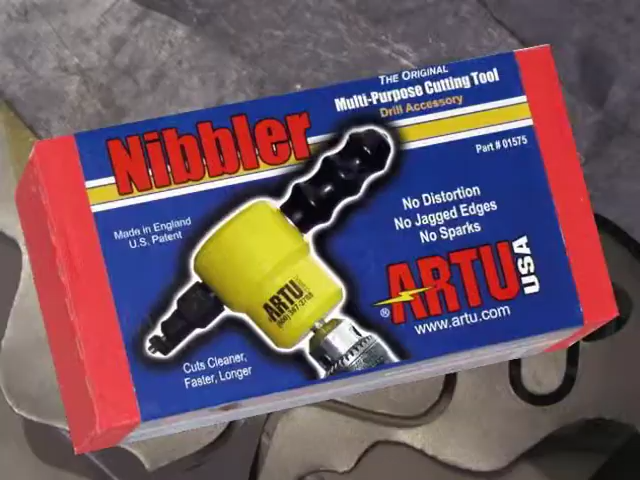 THE ORIGINAL
Multi-Purpose Cutting Tool
Drill Accessory
Nibbler
Part # 01575
Made in England
U.S. Patent
No Distortion
No Jagged Edges
No Sparks
ARTU
ARTU USA
®
www.artu.com
Cuts Cleaner,
Faster, Longer